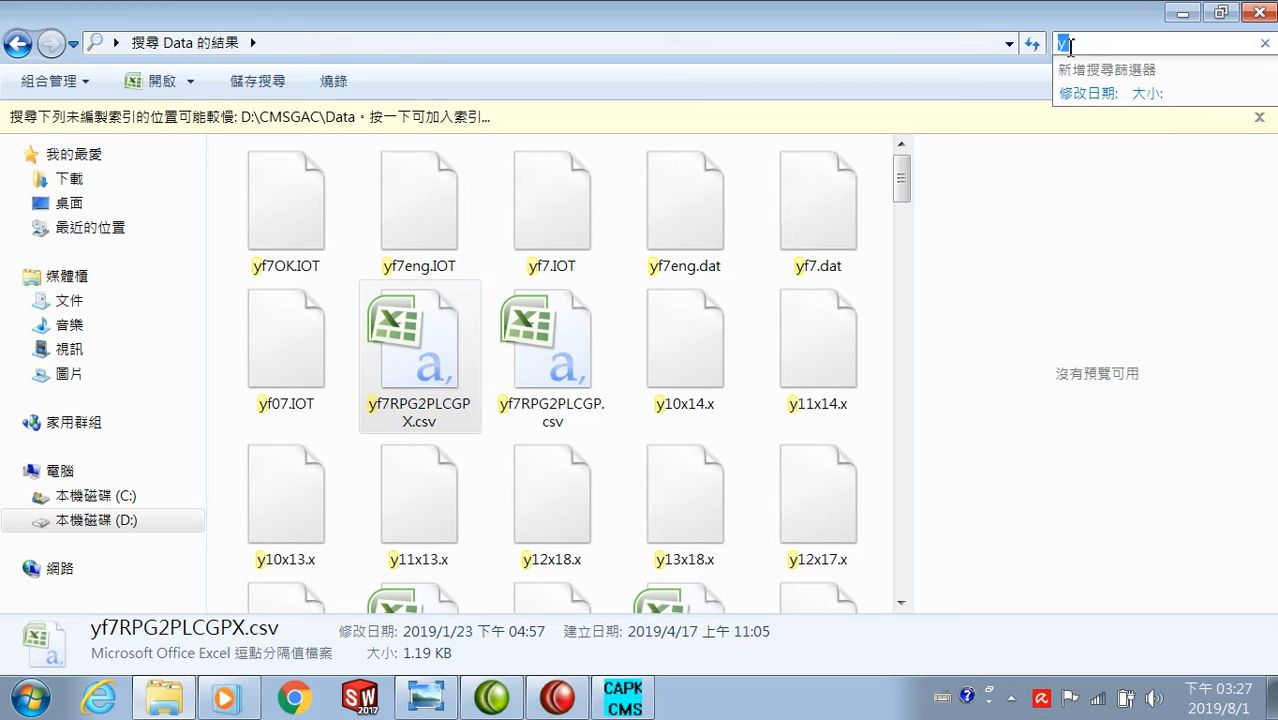 搜尋 Data 的結果
y
新增搜尋篩選器
修改日期: 大小:
組合管理 開啟 儲存搜尋 燒錄
搜尋下列未編製索引的位置可能較慢: D:\CMSGAC\Data。按一下可加入索引...
我的最愛
下載
桌面
最近的位置
媒體櫃
文件
音樂
視訊
圖片
家用群組
電腦
本機磁碟 (C:)
本機磁碟 (D:)
網路
yf7OK.IOT yf7eng.IOT yf7.IOT yf7eng.dat yf7.dat
yf07.IOT yf7RPG2PLCGP yf7RPG2PLCGP. y10x14.x y11x14.x
X.csv csv
y10x13.x y11x13.x y12x18.x y13x18.x y12x17.x
沒有預覽可用
yf7RPG2PLCGPX.csv 修改日期: 2019/1/23 下午 04:57 建立日期: 2019/4/17 上午 11:05
Microsoft Office Excel 逗點分隔值檔案 大小: 1.19 KB
SW
2017
CAPK
CMS
下午 03:27
2019/8/1